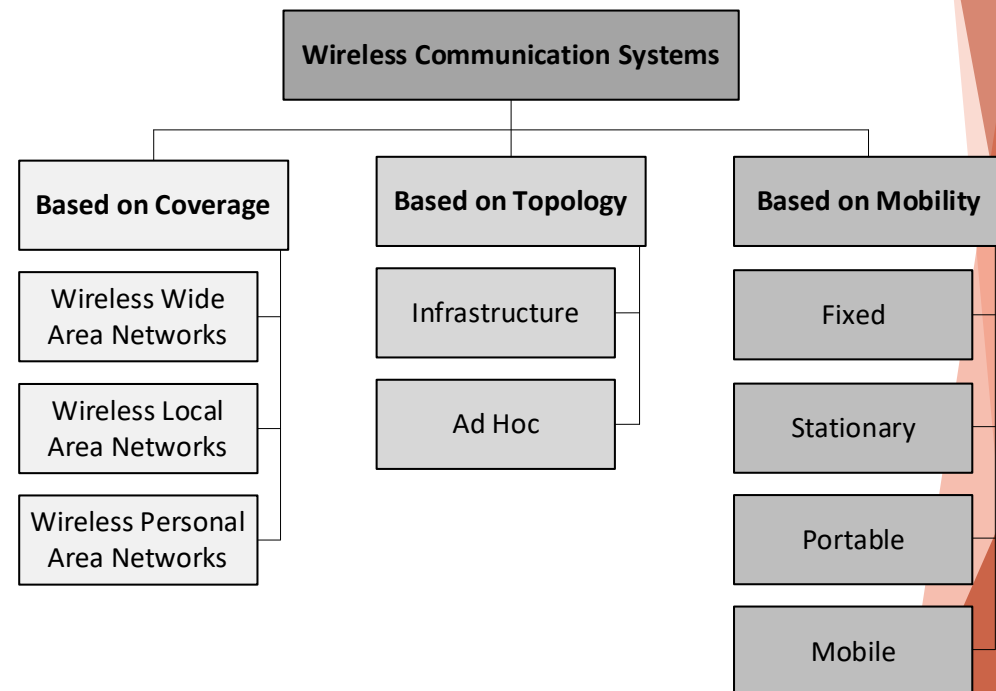 Wireless Communication Systems
Based on Coverage
Wireless Wide
Area Networks
Wireless Local
Area Networks
Wireless Personal
Area Networks
Based on Topology
Infrastructure
Ad Hoc
Based on Mobility
Fixed
Stationary
Portable
Mobile